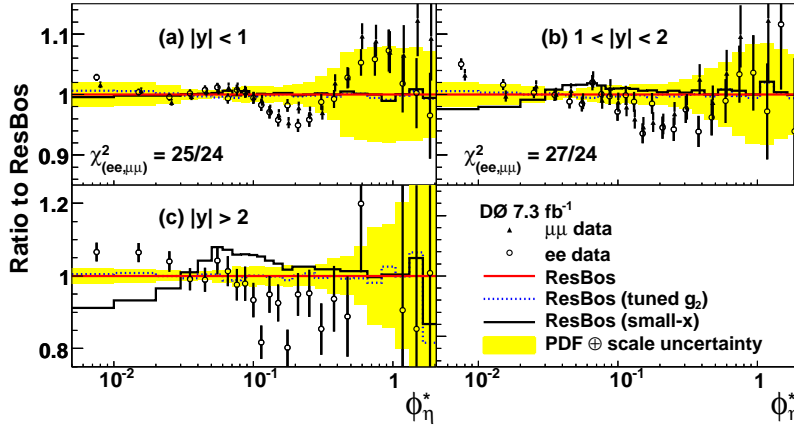 Ratio to ResBos
(a) |y| < 1
(b) 1 < |y| < 2
1.1
1
0.9
χ²(ee,μμ) = 25/24
χ²(ee,μμ) = 27/24
(c) |y| > 2
1.2
1
0.8
DØ 7.3 fb⁻¹
μμ data
ee data
ResBos
ResBos (tuned g₂)
ResBos (small-x)
PDF ⊕ scale uncertainty
10⁻² 10⁻¹ 1
10⁻² 10⁻¹ 1
ϕ*η
ϕ*η